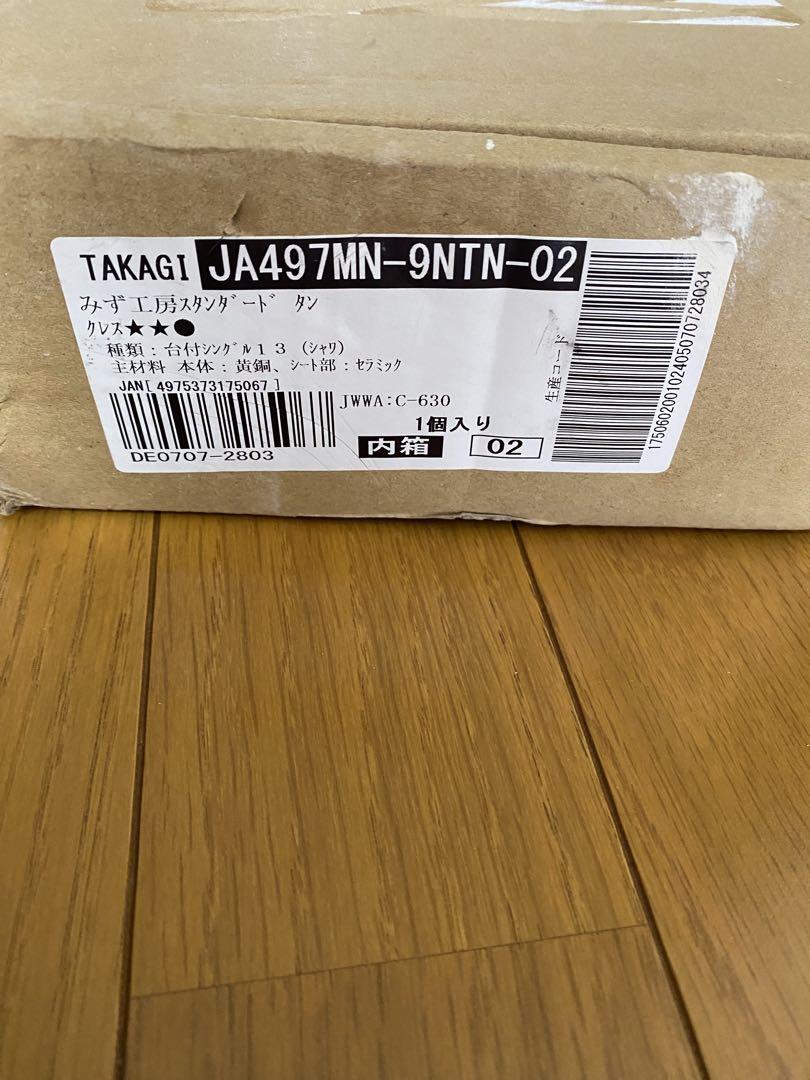 TAKAGI JA497MN-9NTN-02
みず工房ｽﾀﾝﾀﾞｰﾄﾞ ﾀﾝ
ｸﾚｽ★★●
種類：台付ｼﾝｸﾞﾙ１３（ｼｬﾜ）
主材料 本体：黄銅、ｼｰﾄ部：ｾﾗﾐｯｸ
JAN[ 4975373175067 ]
JWWA:C-630
DE0707-2803
1個入り
内箱 02
生産コード
175060200102405070728034